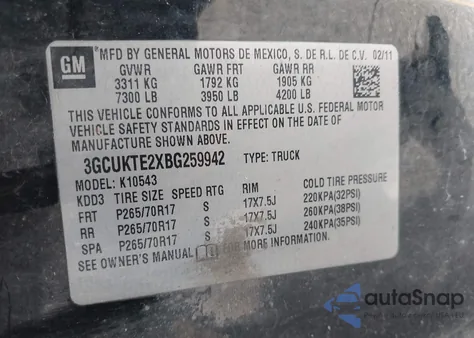 GM
MFD BY GENERAL MOTORS DE MEXICO, S. DE R.L. DE C.V. 02/11
GVWR GAWR FRT GAWR RR
3311 KG 1792 KG 1905 KG
7300 LB 3950 LB 4200 LB
THIS VEHICLE CONFORMS TO ALL APPLICABLE U.S. FEDERAL MOTOR
VEHICLE SAFETY STANDARDS IN EFFECT ON THE DATE OF
MANUFACTURE SHOWN ABOVE.
3GCUKTE2XBG259942 TYPE: TRUCK
MODEL: K10543
KDD3 TIRE SIZE SPEED RTG RIM COLD TIRE PRESSURE
FRT P265/70R17 S 17X7.5J 220KPA(32PSI)
RR P265/70R17 S 17X7.5J 260KPA(38PSI)
SPA P265/70R17 S 17X7.5J 240KPA(35PSI)
SEE OWNER'S MANUAL FOR ADDITIONAL INFORMATION.
autoSnap